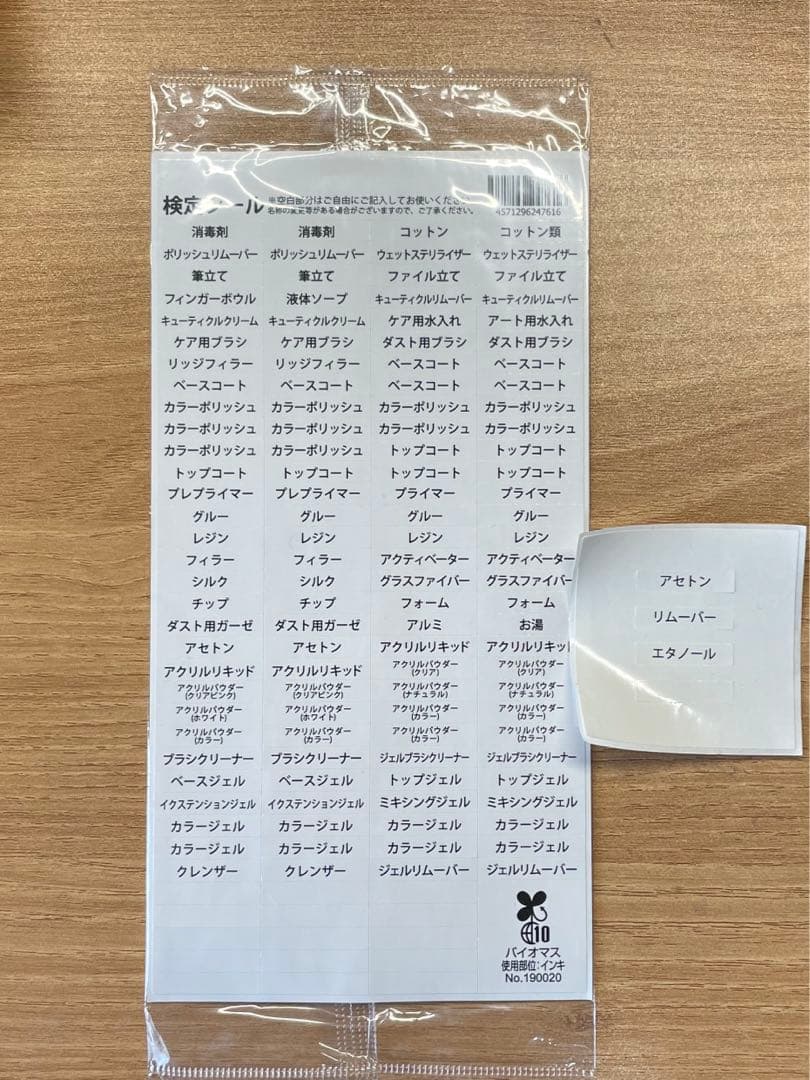 検定シール ※空白部分はご自由にご記入してお使いください。
名称の変更等がある場合がございますので、ご了承ください。
4571296247616
消毒剤 消毒剤 コットン コットン類
ポリッシュリムーバー ポリッシュリムーバー ウェットステリライザー ウェットステリライザー
筆立て 筆立て ファイル立て ファイル立て
フィンガーボウル 液体ソープ キューティクルリムーバー キューティクルリムーバー
キューティクルクリーム キューティクルクリーム ケア用水入れ アート用水入れ
ケア用ブラシ ケア用ブラシ ダスト用ブラシ ダスト用ブラシ
リッジフィラー リッジフィラー ベースコート ベースコート
ベースコート ベースコート ベースコート ベースコート
カラーポリッシュ カラーポリッシュ カラーポリッシュ カラーポリッシュ
カラーポリッシュ カラーポリッシュ カラーポリッシュ カラーポリッシュ
カラーポリッシュ カラーポリッシュ トップコート トップコート
トップコート トップコート トップコート トップコート
プレプライマー プレプライマー プライマー プライマー
グルー グルー グルー グルー
レジン レジン レジン レジン
フィラー フィラー アクティベーター アクティベーター
シルク シルク グラスファイバー グラスファイバー
チップ チップ フォーム フォーム
ダスト用ガーゼ ダスト用ガーゼ アルミ お湯
アセトン アセトン アクリルリキッド アクリルリキッド
アクリルリキッド アクリルリキッド アクリルパウダー(クリア) アクリルパウダー(クリア)
アクリルパウダー(クリアピンク) アクリルパウダー(クリアピンク) アクリルパウダー(ナチュラル) アクリルパウダー(ナチュラル)
アクリルパウダー(ホワイト) アクリルパウダー(ホワイト) アクリルパウダー(カラー) アクリルパウダー(カラー)
アクリルパウダー(カラー) アクリルパウダー(カラー) アクリルパウダー(カラー) アクリルパウダー(カラー)
ブラシクリーナー ブラシクリーナー ジェルブラシクリーナー ジェルブラシクリーナー
ベースジェル ベースジェル トップジェル トップジェル
イクステンションジェル イクステンションジェル ミキシングジェル ミキシングジェル
カラージェル カラージェル カラージェル カラージェル
カラージェル カラージェル カラージェル カラージェル
クレンザー クレンザー ジェルリムーバー ジェルリムーバー
10
バイオマス
使用部位:インキ
No.190020
アセトン
リムーバー
エタノール